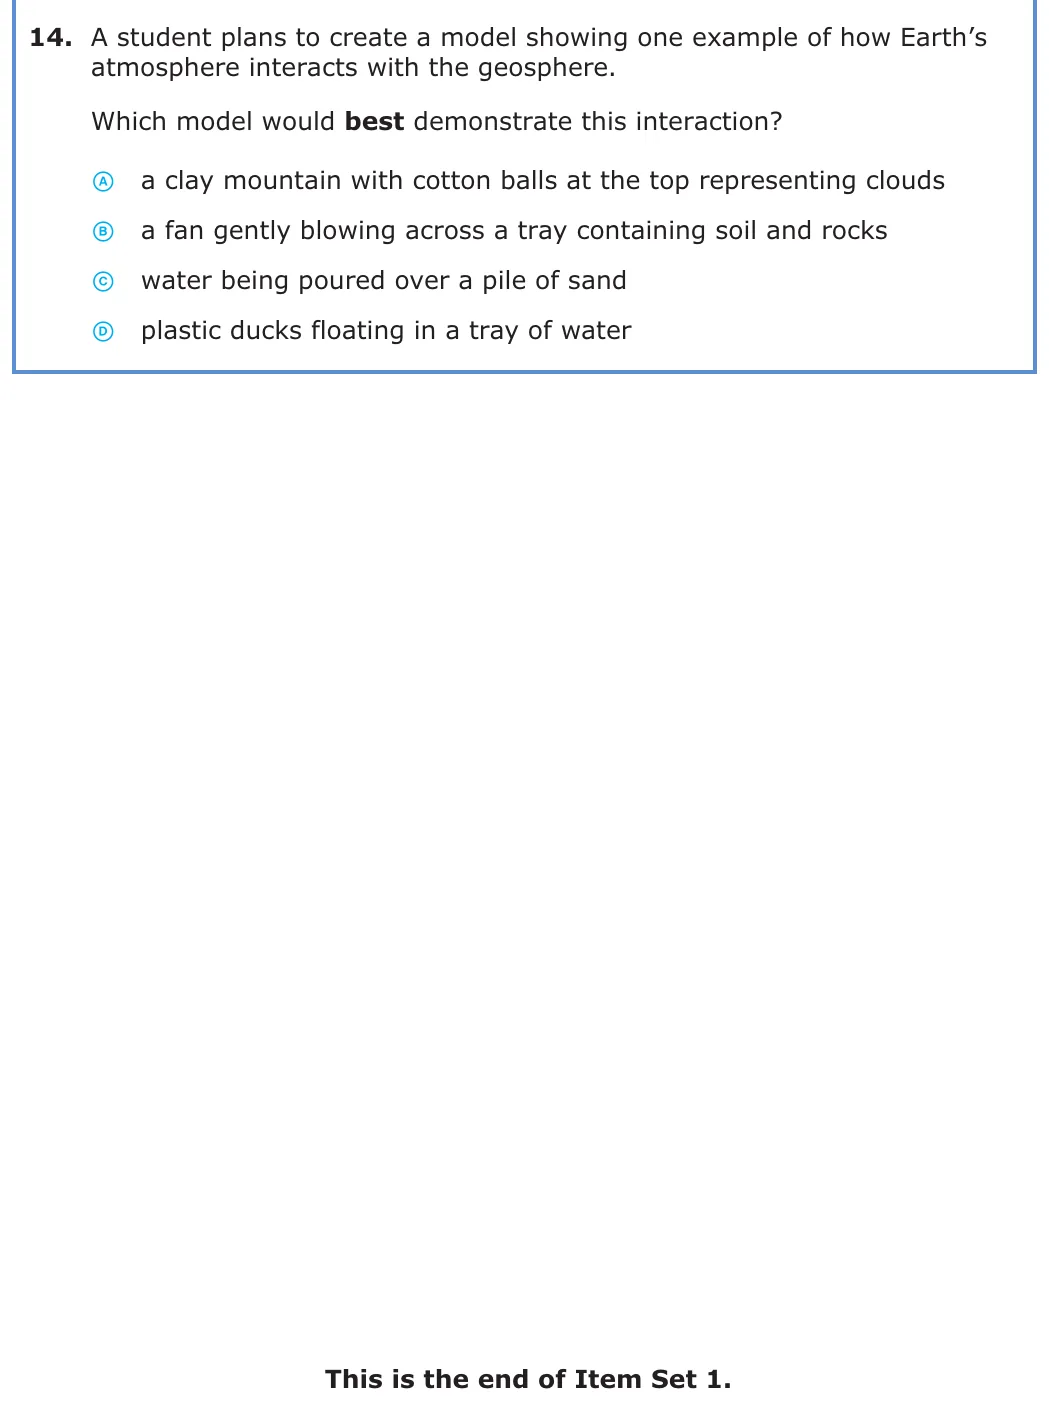 14. A student plans to create a model showing one example of how Earth’s
atmosphere interacts with the geosphere.
Which model would best demonstrate this interaction?
A a clay mountain with cotton balls at the top representing clouds
B a fan gently blowing across a tray containing soil and rocks
C water being poured over a pile of sand
D plastic ducks floating in a tray of water
This is the end of Item Set 1.